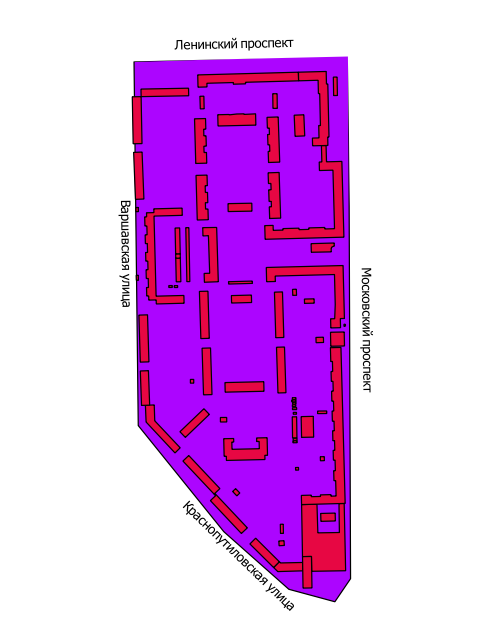 Ленинский проспект
Варшавская улица
Московский проспект
Краснопутиловская улица